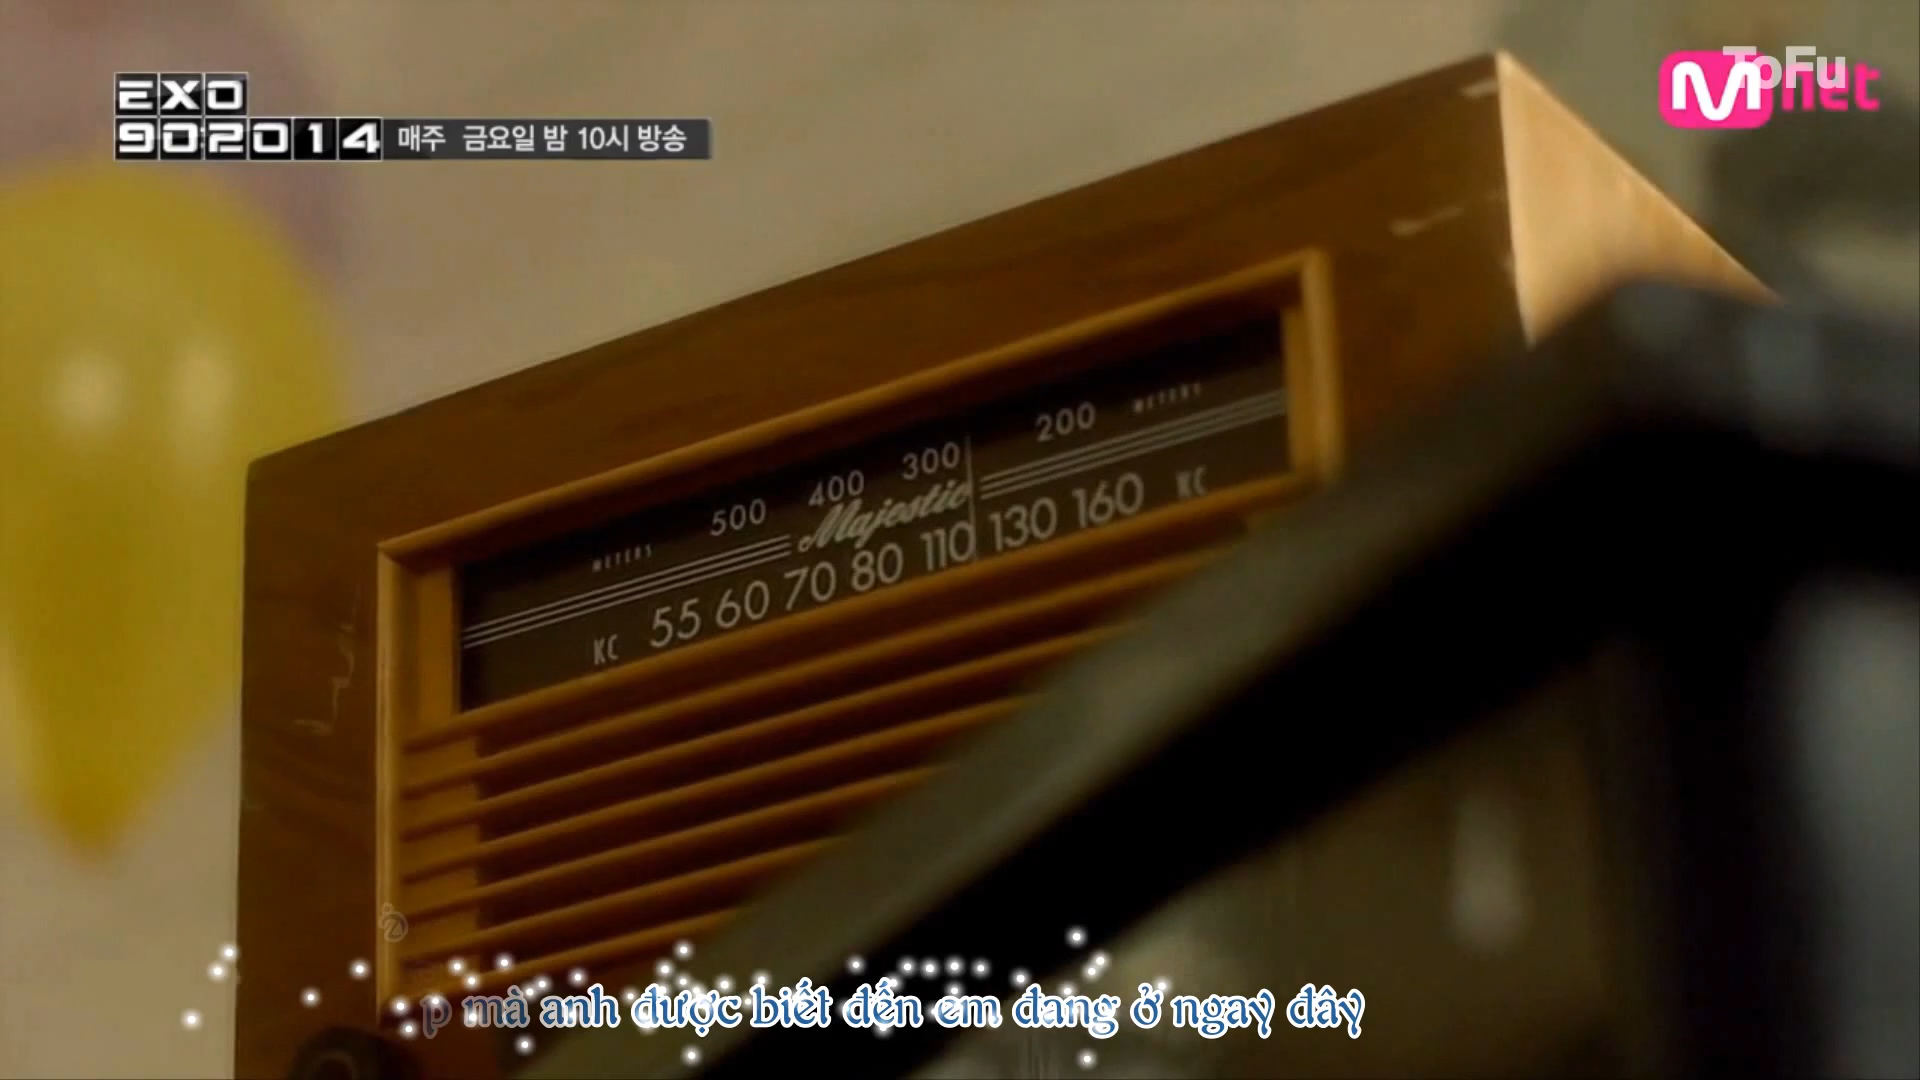 EXO
902014 매주 금요일 밤 10시 방송
ToFu
Mnet
METERS 500 400 300 200 METERS
Majestic
KC 55 60 70 80 110 130 160 KC
mà anh được biết đến em đang ở ngay đây